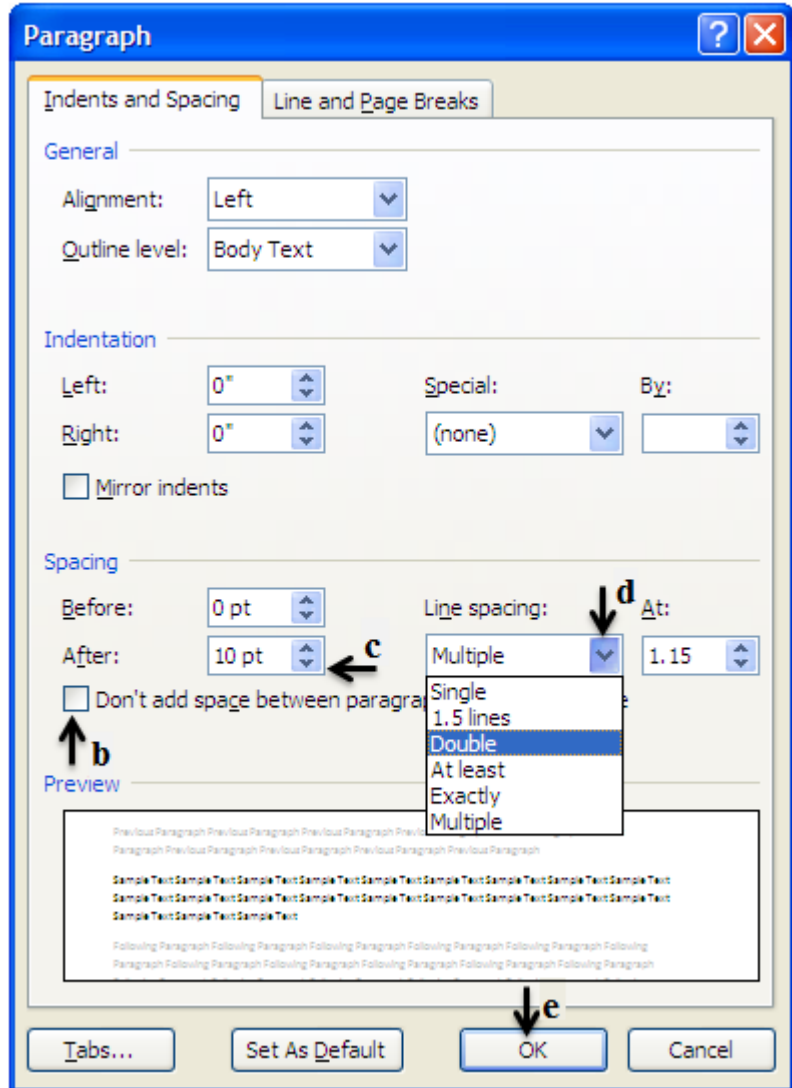 Paragraph
Indents and Spacing
Line and Page Breaks
General
Alignment: Left
Outline level: Body Text
Indentation
Left: 0" Special: By:
Right: 0" (none)
Mirror indents
Spacing
Before: 0 pt Line spacing: d At:
After: 10 pt c Multiple 1.15
Don't add space between
b
Single
1.5 lines
Double
At least
Exactly
Multiple
Preview
Previous Paragraph Previous Paragraph Previous Paragraph
Paragraph Previous Paragraph Previous Paragraph Previous Paragraph Previous Paragraph
Sample Text Sample Text Sample Text Sample Text Sample Text Sample Text Sample Text Sample Text Sample Text
Sample Text Sample Text Sample Text Sample Text Sample Text Sample Text Sample Text Sample Text Sample Text
Sample Text Sample Text Sample Text
Following Paragraph Following Paragraph Following Paragraph Following Paragraph Following Paragraph Following
Paragraph Following Paragraph Following Paragraph Following Paragraph Following Paragraph Following Paragraph
e
Tabs... Set As Default OK Cancel